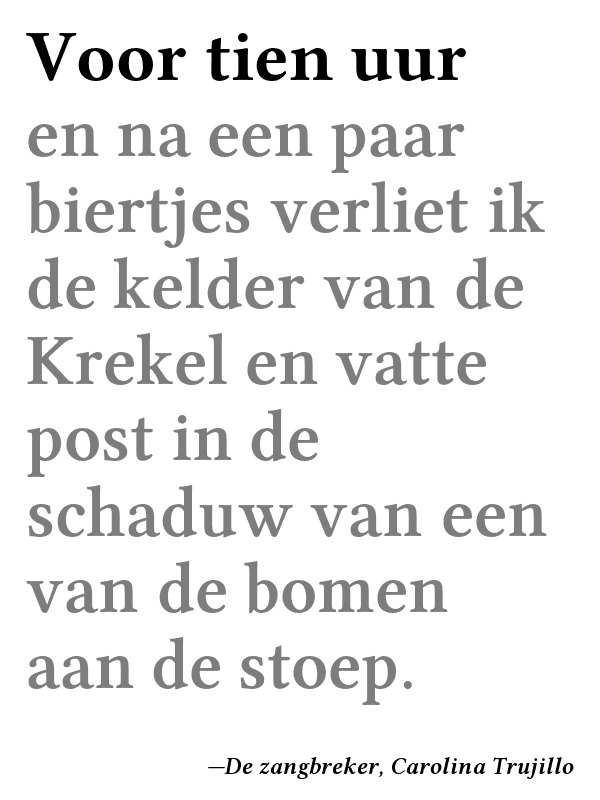 Voor tien uur
en na een paar
biertjes verliet ik
de kelder van de
Krekel en vatte
post in de
schaduw van een
van de bomen
aan de stoep.
—De zangbreker, Carolina Trujillo